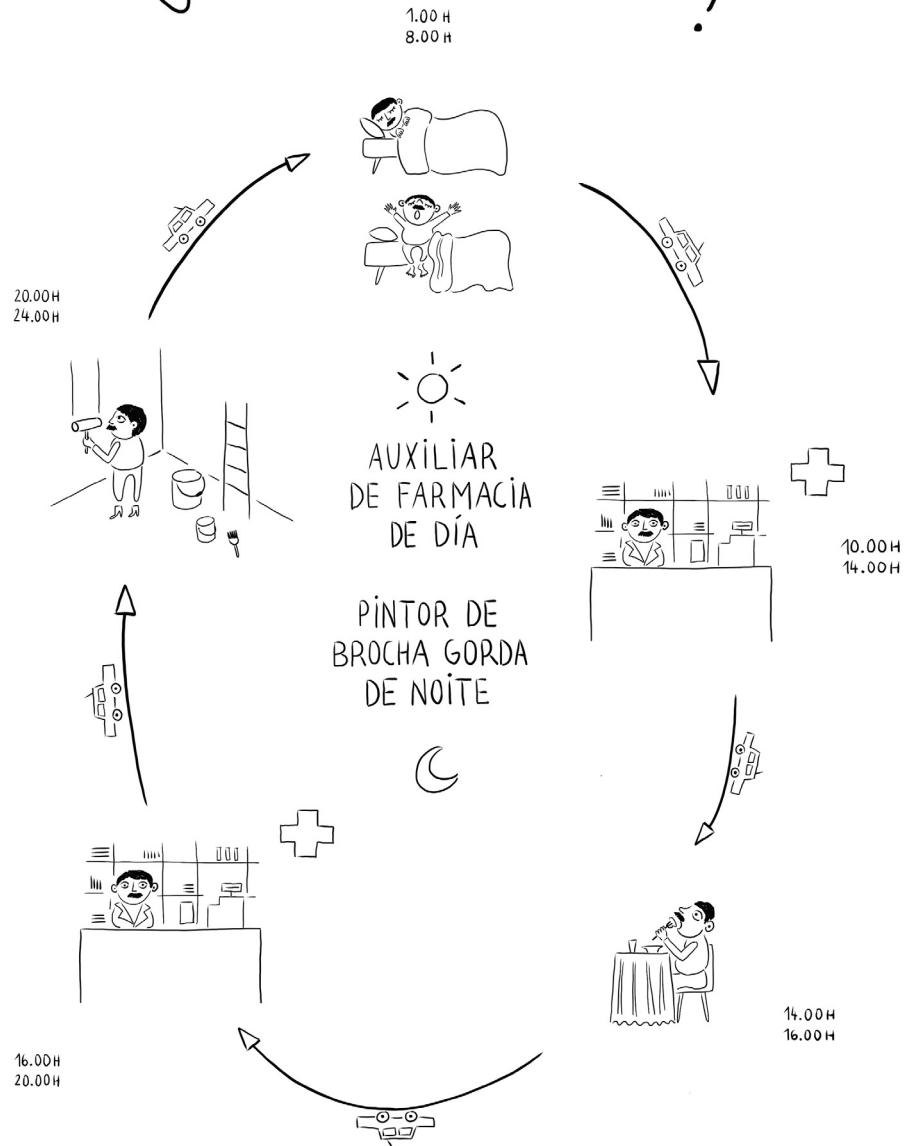 1.00 H
8.00 H
20.00 H
24.00 H
AUXILIAR
DE FARMACIA
DE DÍA
10.00 H
14.00 H
PINTOR DE
BROCHA GORDA
DE NOITE
14.00 H
16.00 H
16.00 H
20.00 H